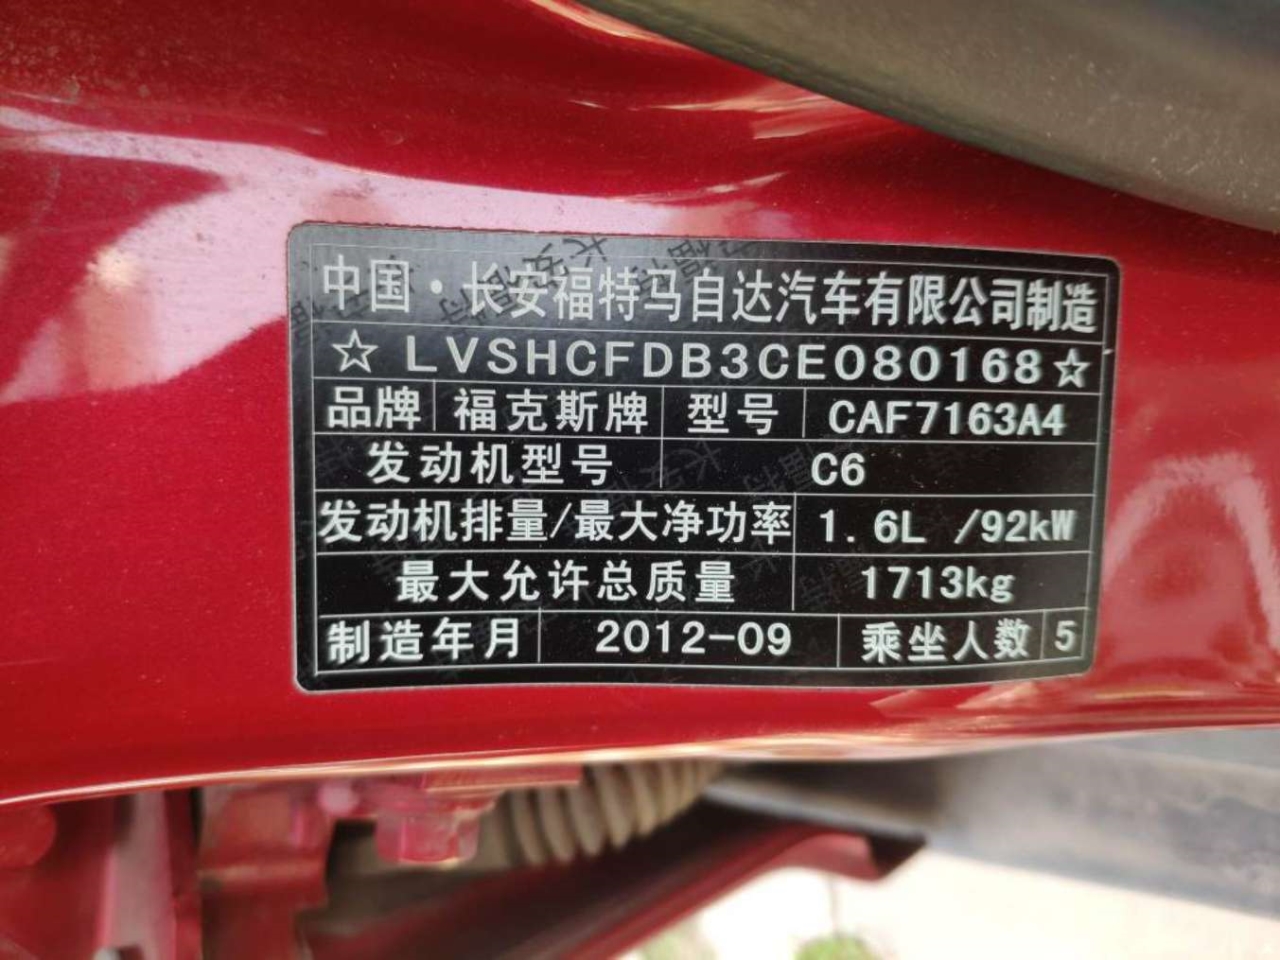 中国·长安福特马自达汽车有限公司制造
☆LVSHCFDB3CE080168☆
品牌 福克斯牌 型号 CAF7163A4
发动机型号 C6
发动机排量/最大净功率 1.6L /92kW
最大允许总质量 1713kg
制造年月 2012-09 乘坐人数 5